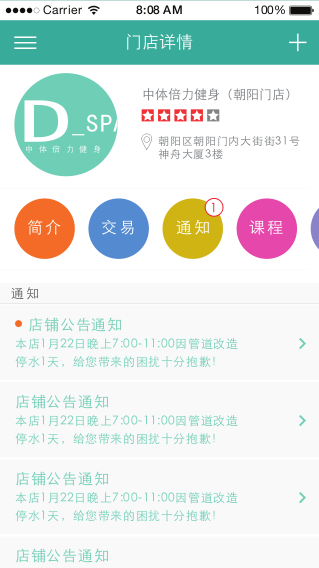 Carrier 8:08 AM 100%
门店详情
中体倍力健身（朝阳门店）
D_SPA
中体倍力健身
朝阳区朝阳门内大街街31号
神舟大厦3楼
简介 交易 通知 1 课程
通知
店铺公告通知
本店1月22日晚上7:00-11:00因管道改造
停水1天，给您带来的困扰十分抱歉!
店铺公告通知
本店1月22日晚上7:00-11:00因管道改造
停水1天，给您带来的困扰十分抱歉!
店铺公告通知
本店1月22日晚上7:00-11:00因管道改造
停水1天，给您带来的困扰十分抱歉!
店铺公告通知